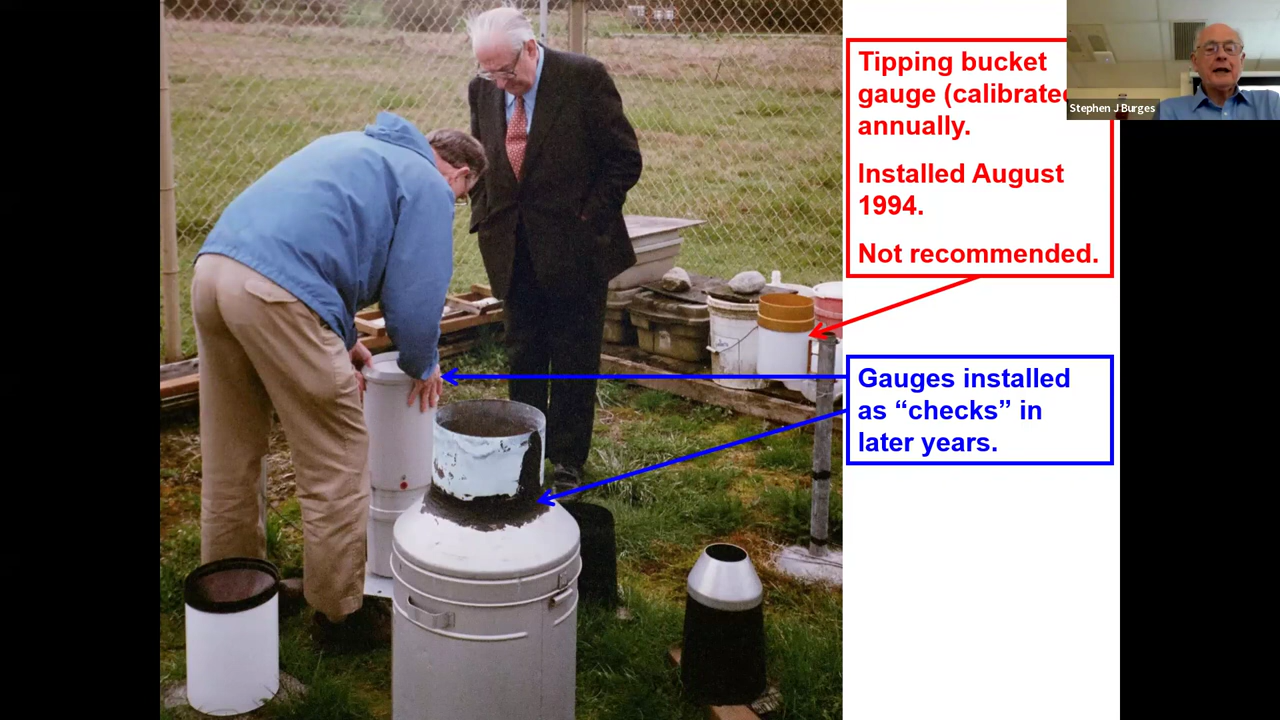 Tipping bucket
gauge (calibrated
annually.
Installed August
1994.
Not recommended.
Gauges installed
as “checks” in
later years.
Stephen J Burges